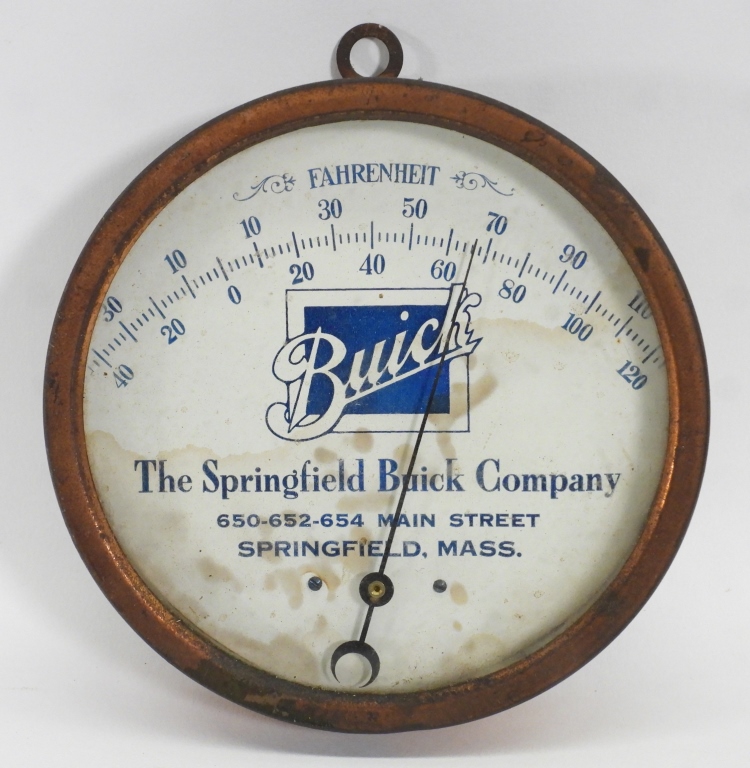 FAHRENHEIT
30 10 10 30 50 70 90 110
40 20 0 20 40 60 80 100 120
Buick
The Springfield Buick Company
650-652-654 MAIN STREET
SPRINGFIELD, MASS.